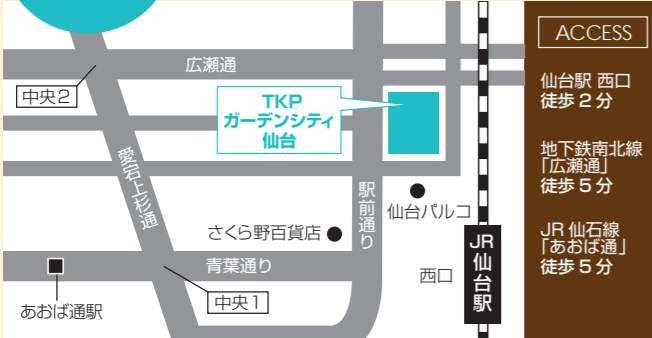 広瀬通
中央2
TKP
ガーデンシティ
仙台
愛宕上杉通
駅前通り
仙台パルコ
さくら野百貨店
青葉通り
西口
JR仙台駅
あおば通駅
中央1
ACCESS
仙台駅 西口
徒歩2分
地下鉄南北線
「広瀬通」
徒歩5分
JR 仙石線
「あおば通」
徒歩5分